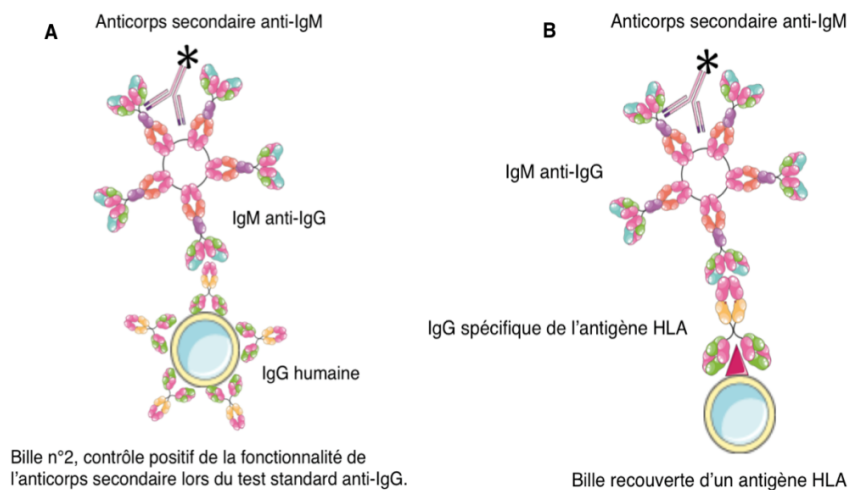 A
Anticorps secondaire anti-IgM
*
IgM anti-IgG
IgG humaine
Bille n°2, contrôle positif de la fonctionnalité de
l'anticorps secondaire lors du test standard anti-IgG.
B
Anticorps secondaire anti-IgM
*
IgM anti-IgG
IgG spécifique de l'antigène HLA
Bille recouverte d'un antigène HLA